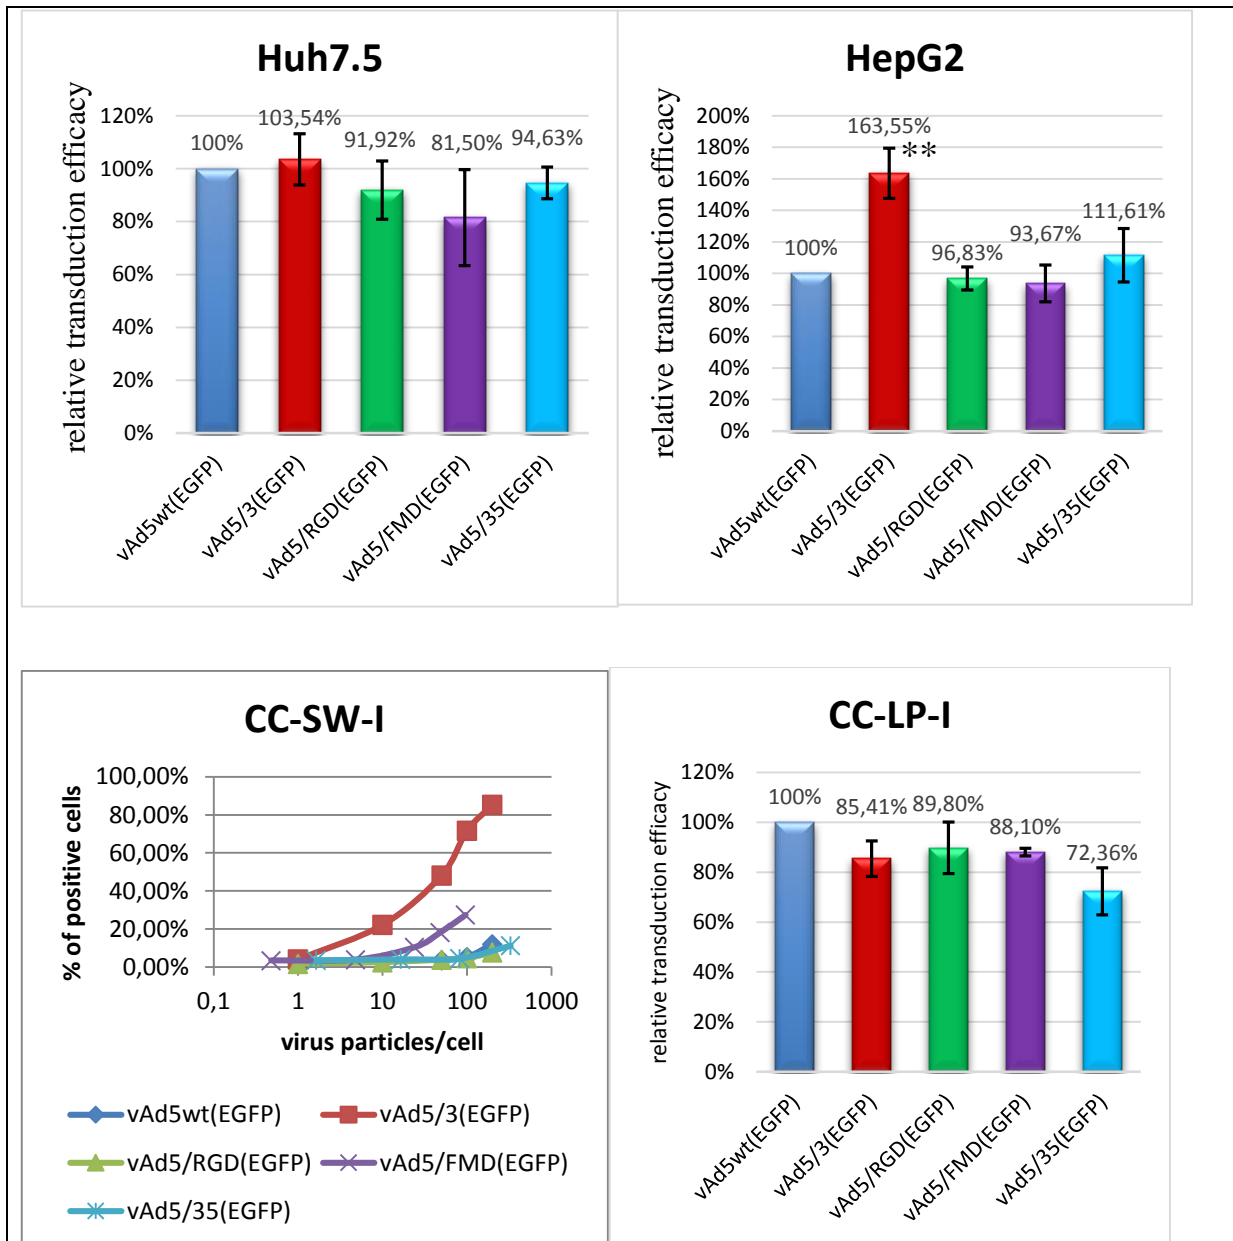 Huh7.5
relative transduction efficacy
120%
100%
80%
60%
40%
20%
0%
100%
103,54%
91,92%
81,50%
94,63%
vAd5wt(EGFP)
vAd5/3(EGFP)
vAd5/RGD(EGFP)
vAd5/FMD(EGFP)
vAd5/35(EGFP)
HepG2
relative transduction efficacy
200%
180%
160%
140%
120%
100%
80%
60%
40%
20%
0%
100%
163,55%
**
96,83%
93,67%
111,61%
vAd5wt(EGFP)
vAd5/3(EGFP)
vAd5/RGD(EGFP)
vAd5/FMD(EGFP)
vAd5/35(EGFP)
CC-SW-I
% of positive cells
100,00%
80,00%
60,00%
40,00%
20,00%
0,00%
0,1 1 10 100 1000
virus particles/cell
vAd5wt(EGFP) vAd5/3(EGFP)
vAd5/RGD(EGFP) vAd5/FMD(EGFP)
vAd5/35(EGFP)
CC-LP-I
relative transduction efficacy
120%
100%
80%
60%
40%
20%
0%
100%
85,41%
89,80%
88,10%
72,36%
vAd5wt(EGFP)
vAd5/3(EGFP)
vAd5/RGD(EGFP)
vAd5/FMD(EGFP)
vAd5/35(EGFP)